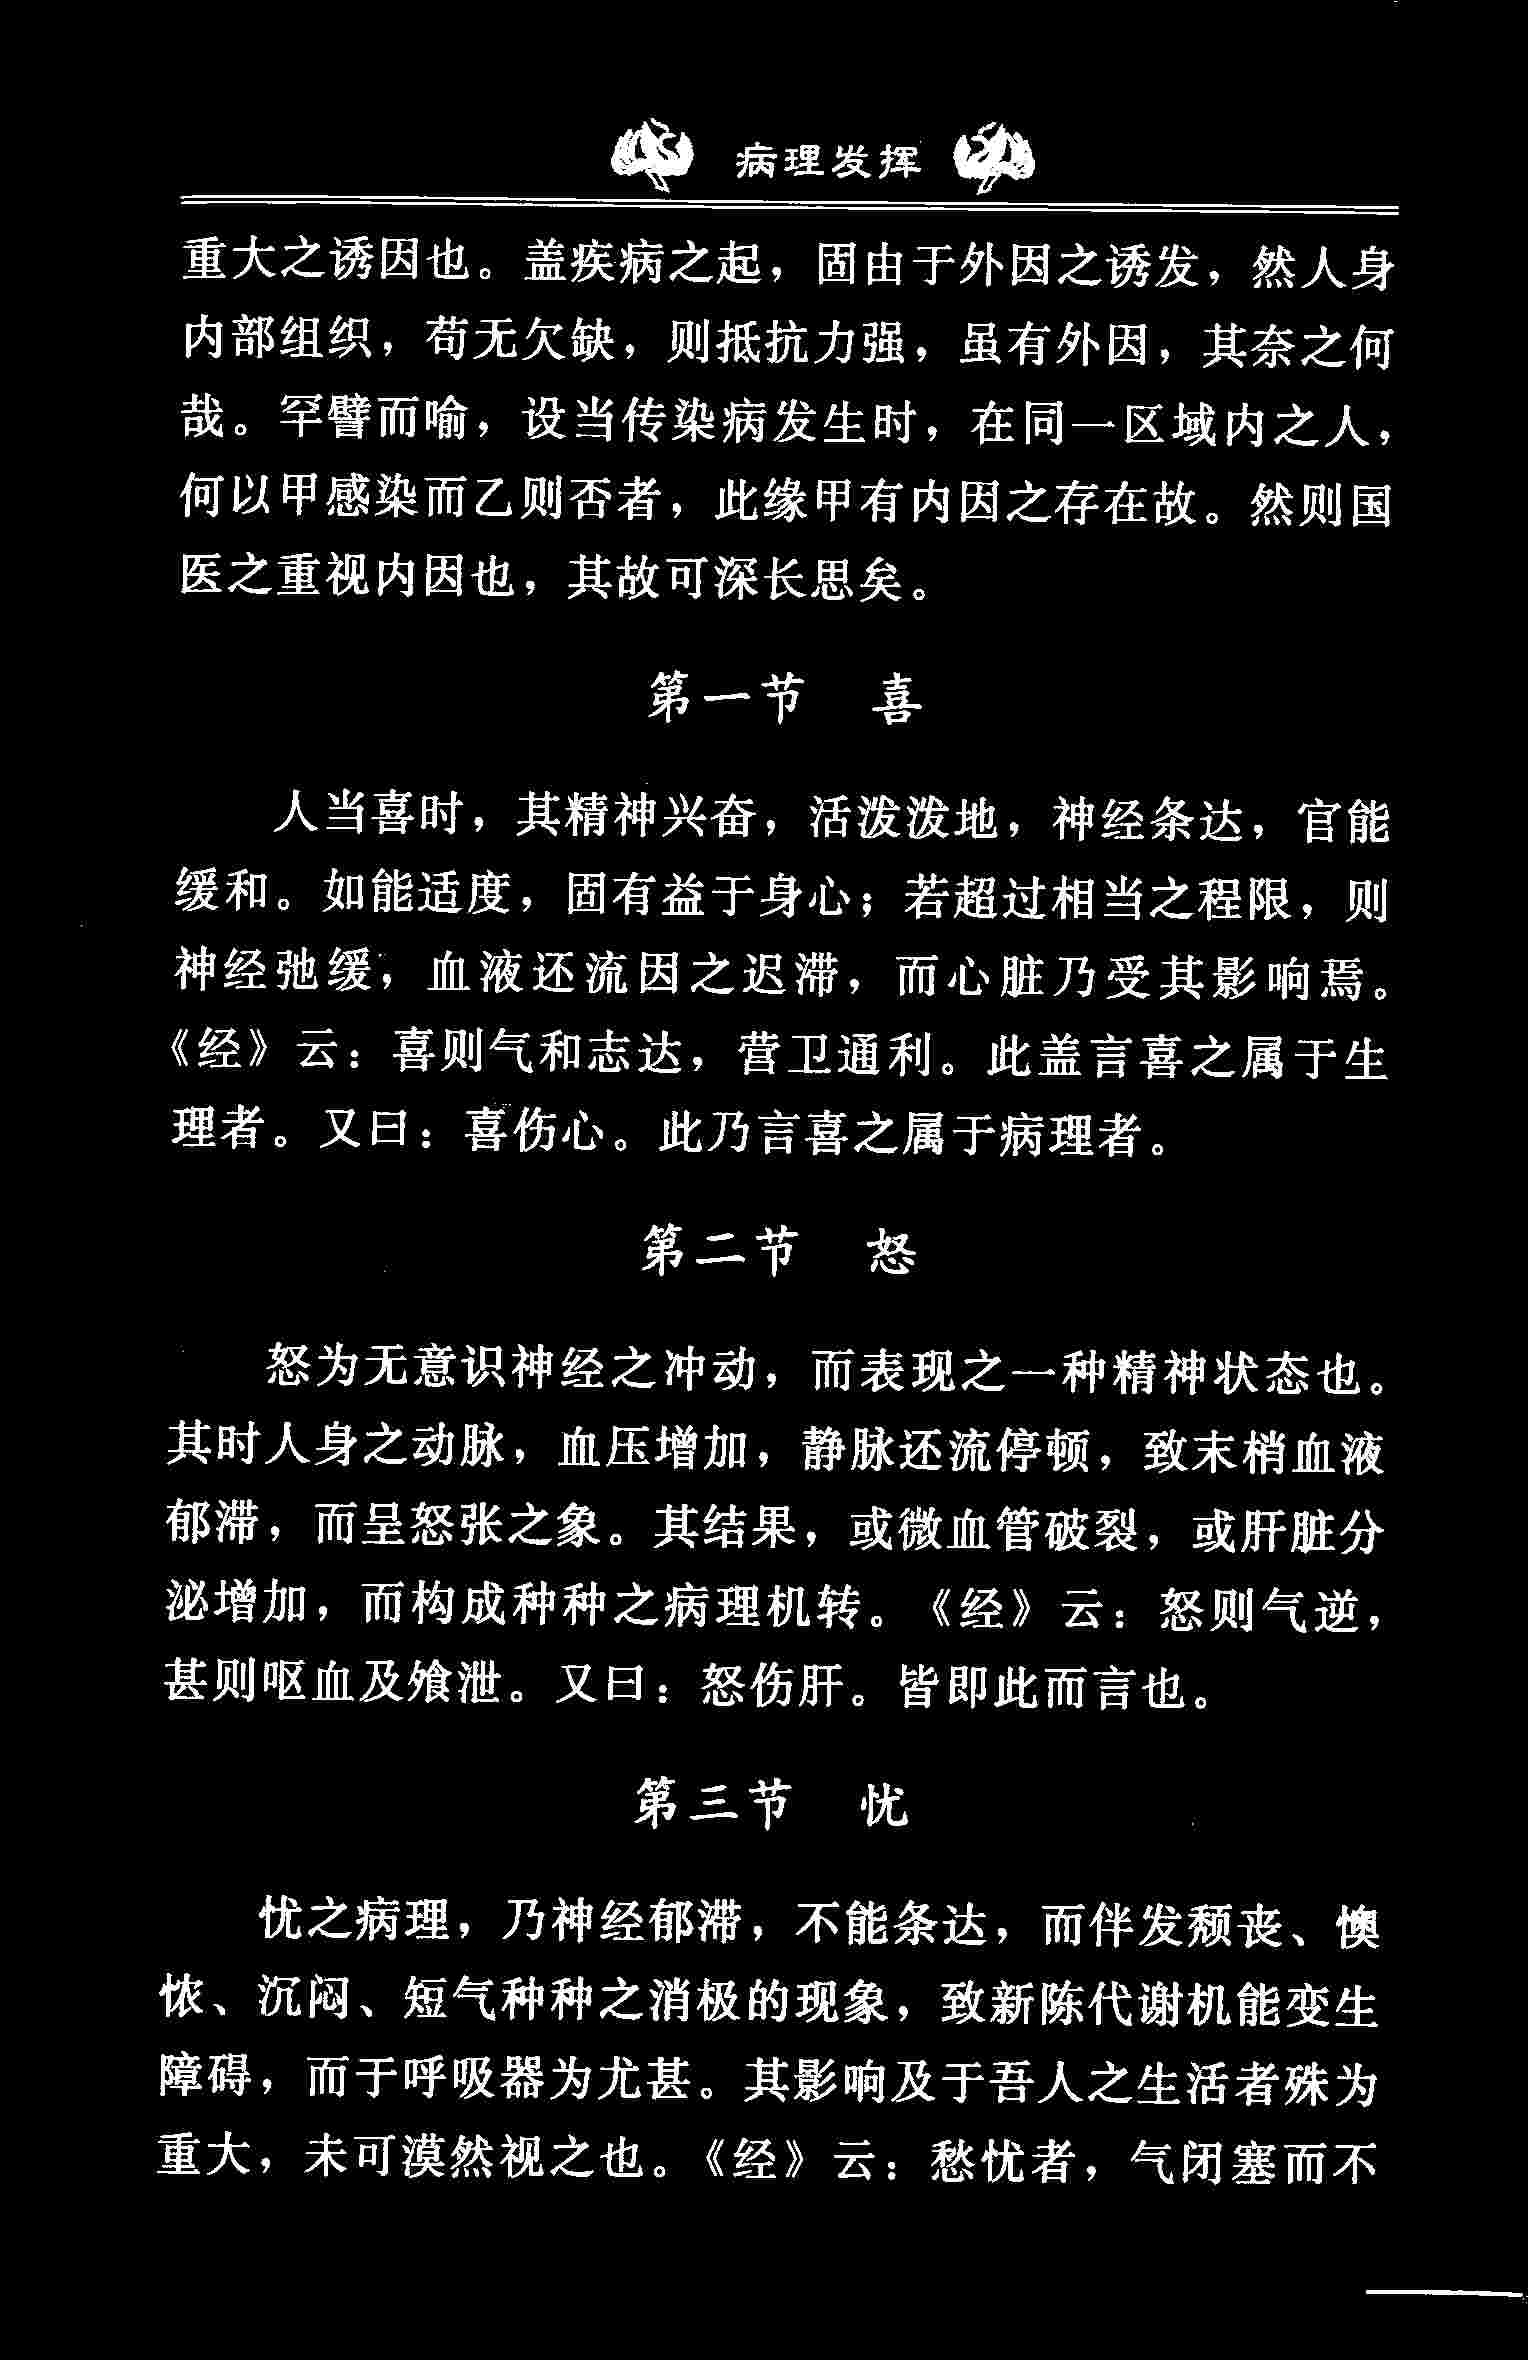 病理发挥
重大之诱因也。盖疾病之起，固由于外因之诱发，然人身
内部组织，苟无欠缺，则抵抗力强，虽有外因，其奈之何
哉。罕譬而喻，设当传染病发生时，在同一区域内之人，
何以甲感染而乙则否者，此缘甲有内因之存在故。然则国
医之重视内因也，其故可深长思矣。
第一节　喜
人当喜时，其精神兴奋，活泼泼地，神经条达，官能
缓和。如能适度，固有益于身心；若超过相当之程限，则
神经弛缓，血液还流因之迟滞，而心脏乃受其影响焉。
《经》云：喜则气和志达，营卫通利。此盖言喜之属于生
理者。又曰：喜伤心。此乃言喜之属于病理者。
第二节　怒
怒为无意识神经之冲动，而表现之一种精神状态也。
其时人身之动脉，血压增加，静脉还流停顿，致末梢血液
郁滞，而呈怒张之象。其结果，或微血管破裂，或肝脏分
泌增加，而构成种种之病理机转。《经》云：怒则气逆，
甚则呕血及飧泄。又曰：怒伤肝。皆即此而言也。
第三节　忧
忧之病理，乃神经郁滞，不能条达，而伴发颓丧、懊
侬、沉闷、短气种种之消极的现象，致新陈代谢机能变生
障碍，而于呼吸器为尤甚。其影响及于吾人之生活者殊为
重大，未可漠然视之也。《经》云：愁忧者，气闭塞而不